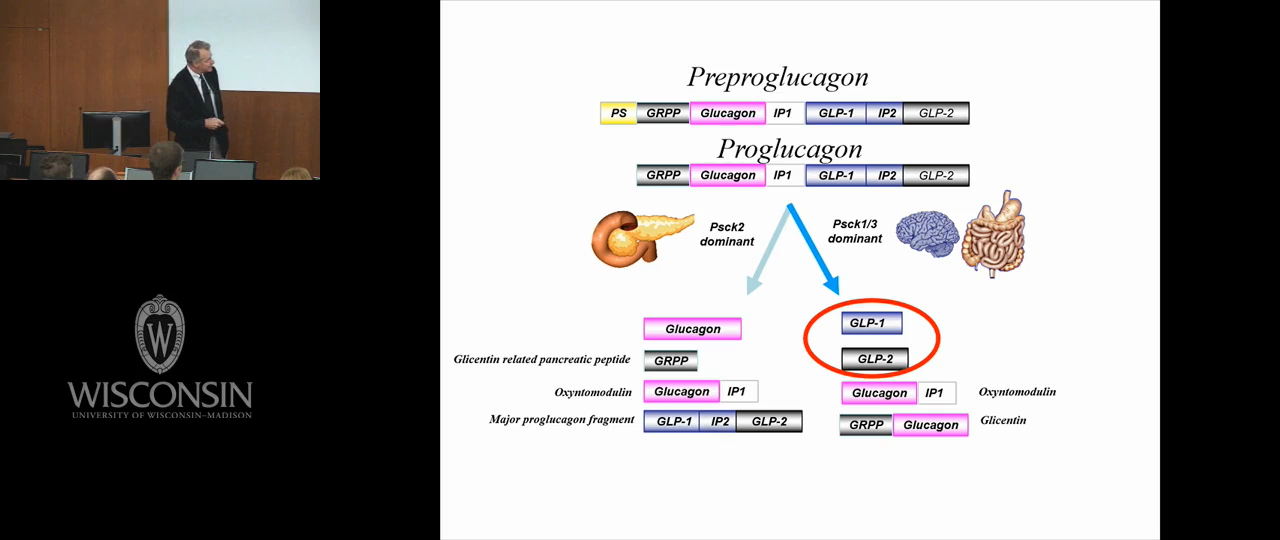 Preproglucagon
PS GRPP Glucagon IP1 GLP-1 IP2 GLP-2
Proglucagon
GRPP Glucagon IP1 GLP-1 IP2 GLP-2
Psck2
dominant
Psck1/3
dominant
Glucagon
Glicentin related pancreatic peptide GRPP
Oxyntomodulin Glucagon IP1
Major proglucagon fragment GLP-1 IP2 GLP-2
GLP-1
GLP-2
Glucagon IP1 Oxyntomodulin
GRPP Glucagon Glicentin
W
WISCONSIN
UNIVERSITY OF WISCONSIN–MADISON